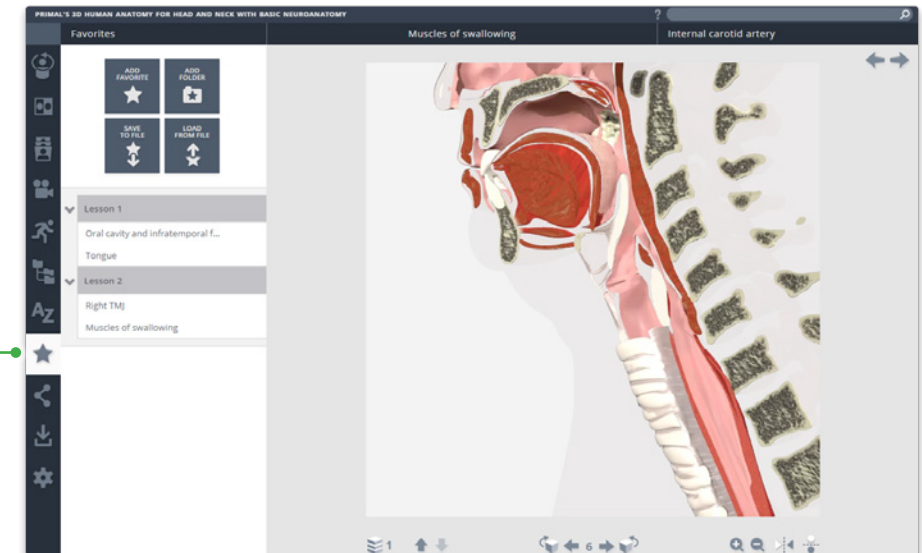 PRIMAL'S 3D HUMAN ANATOMY FOR HEAD AND NECK WITH BASIC NEUROANATOMY
?
Favorites
Muscles of swallowing
Internal carotid artery
ADD
FAVORITE
ADD
FOLDER
SAVE
TO FILE
LOAD
FROM FILE
Lesson 1
Oral cavity and infratemporal f...
Tongue
Lesson 2
Right TMJ
Muscles of swallowing
AZ
1
6